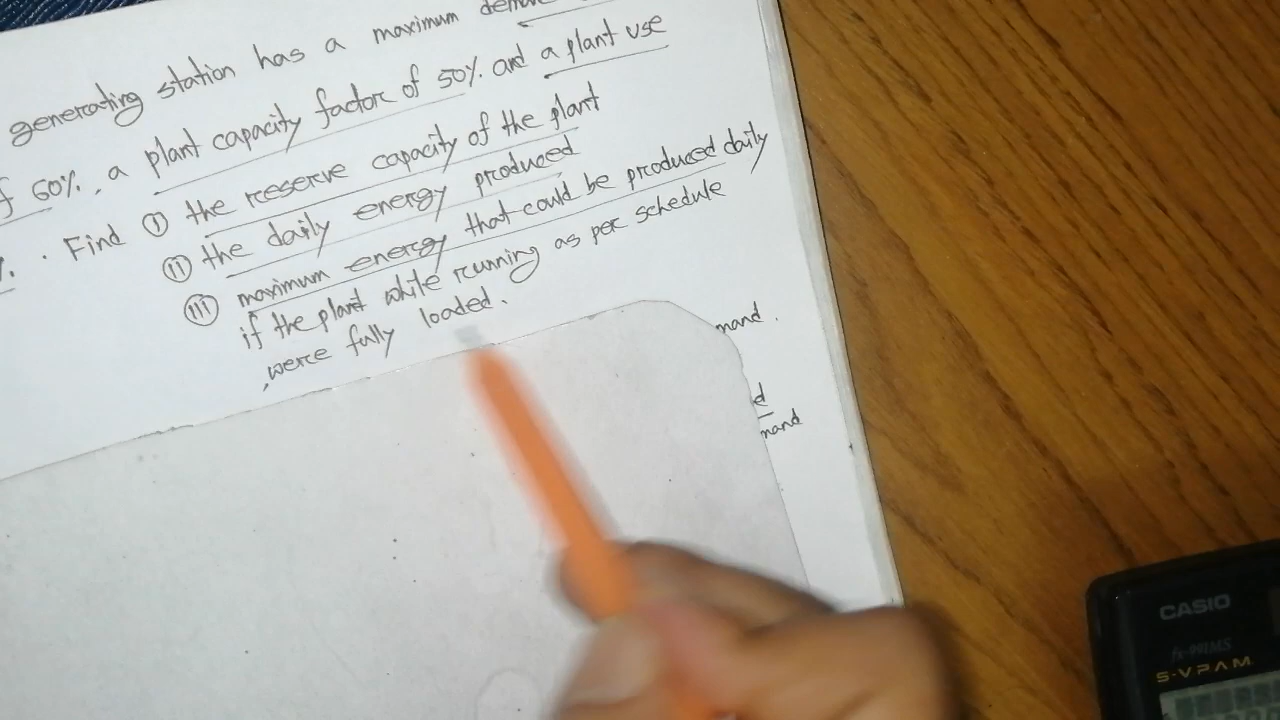 generating station has a maximum
f 60%, a plant capacity factor of 50% and a plant use
%. . Find (i) the reserve capacity of the plant
(ii) the daily energy produced
(iii) maximum energy that could be produced daily
if the plant while running as per schedule
, were fully loaded.
mand.
d
mand
CASIO
fx-991MS
S-V.P.A.M.